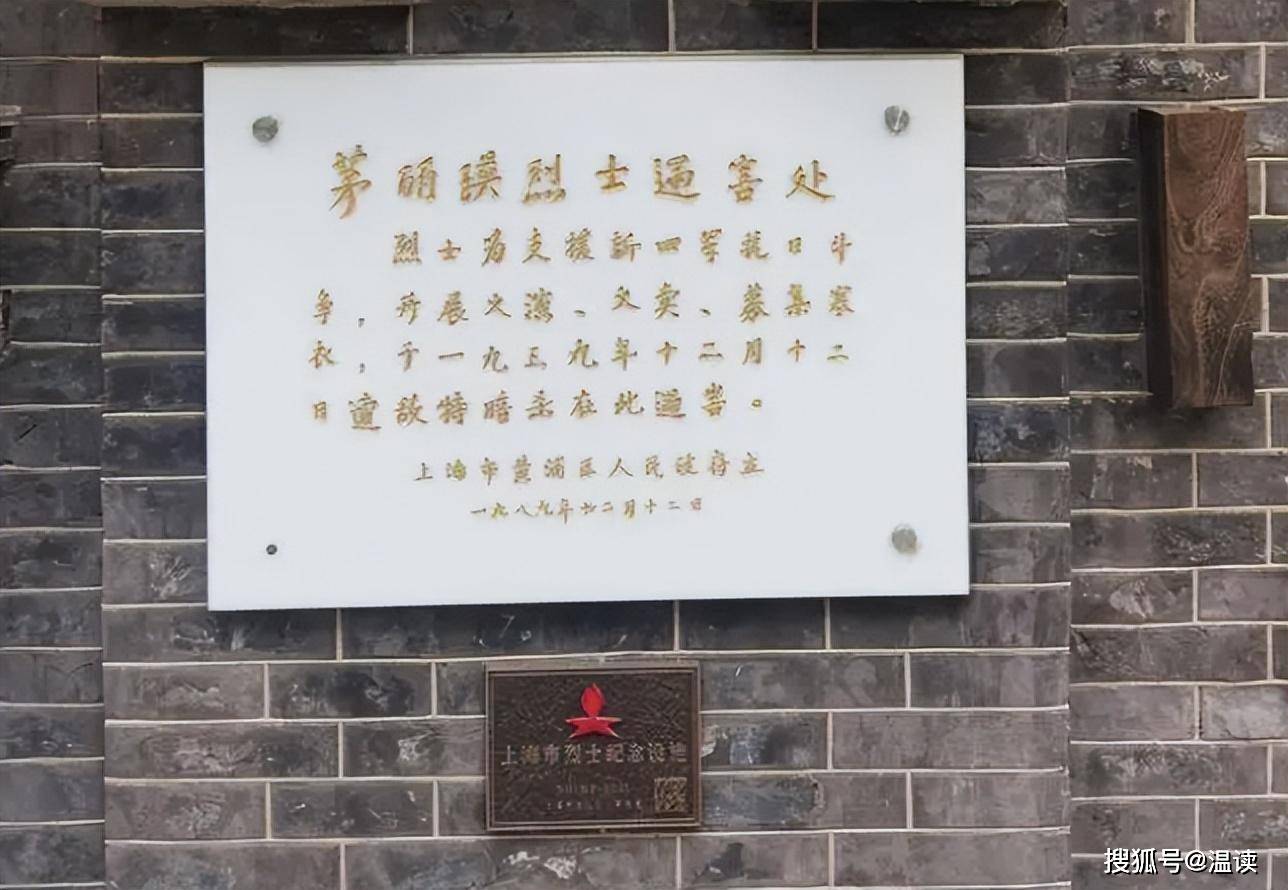 茅丽瑛烈士遇害处
烈士为支援新四军抗日斗
争，开展义演、义卖、募集寒
衣，于一九三九年十二月十二
日遭敌特暗杀在此遇害。
上海市黄浦区人民政府立
一九八九年十二月十二日
上海市烈士纪念设施
搜狐号@温读